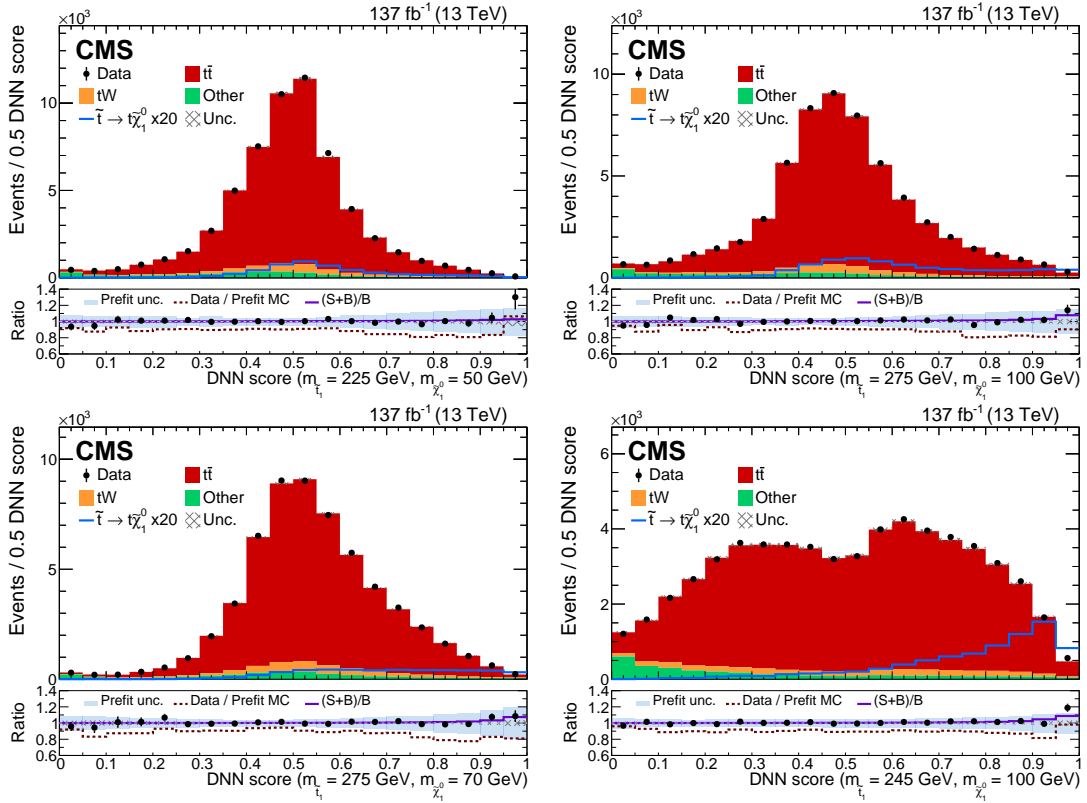 137 fb⁻¹ (13 TeV)
×10³
CMS
Data
tt̄
tW
Other
t̃ → tχ̃₁⁰ x20
Unc.
Events / 0.5 DNN score
10
5
0
Prefit unc.
Data / Prefit MC
(S+B)/B
Ratio
1.4
1.2
1.0
0.8
0.6
0 0.1 0.2 0.3 0.4 0.5 0.6 0.7 0.8 0.9 1
DNN score (m t̃₁ = 225 GeV, m χ̃₁⁰ = 50 GeV)
137 fb⁻¹ (13 TeV)
×10³
CMS
Data
tt̄
tW
Other
t̃ → tχ̃₁⁰ x20
Unc.
Events / 0.5 DNN score
10
5
0
Prefit unc.
Data / Prefit MC
(S+B)/B
Ratio
1.4
1.2
1.0
0.8
0.6
0 0.1 0.2 0.3 0.4 0.5 0.6 0.7 0.8 0.9 1
DNN score (m t̃₁ = 275 GeV, m χ̃₁⁰ = 100 GeV)
137 fb⁻¹ (13 TeV)
×10³
CMS
Data
tt̄
tW
Other
t̃ → tχ̃₁⁰ x20
Unc.
Events / 0.5 DNN score
10
5
0
Prefit unc.
Data / Prefit MC
(S+B)/B
Ratio
1.4
1.2
1.0
0.8
0.6
0 0.1 0.2 0.3 0.4 0.5 0.6 0.7 0.8 0.9 1
DNN score (m t̃₁ = 275 GeV, m χ̃₁⁰ = 70 GeV)
137 fb⁻¹ (13 TeV)
×10³
CMS
Data
tt̄
tW
Other
t̃ → tχ̃₁⁰ x20
Unc.
Events / 0.5 DNN score
6
4
2
0
Prefit unc.
Data / Prefit MC
(S+B)/B
Ratio
1.4
1.2
1.0
0.8
0.6
0 0.1 0.2 0.3 0.4 0.5 0.6 0.7 0.8 0.9 1
DNN score (m t̃₁ = 245 GeV, m χ̃₁⁰ = 100 GeV)